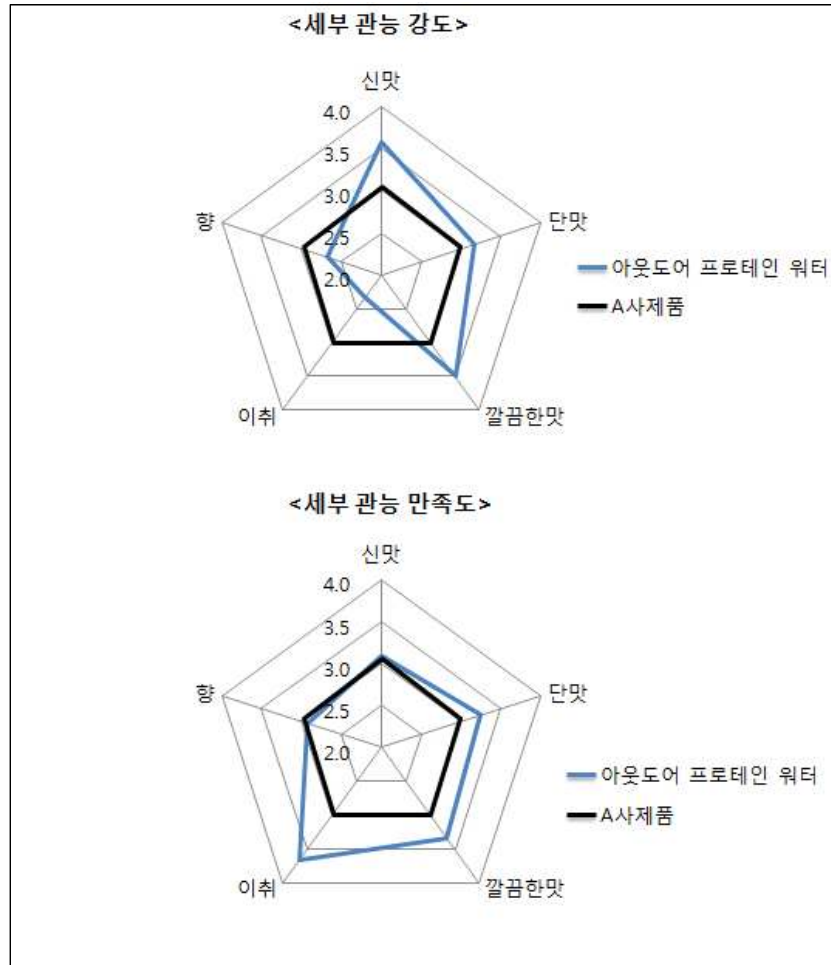 <세부 관능 강도>
신맛
4.0
3.5
3.0
2.5
2.0
향
단맛
이취
깔끔한맛
아웃도어 프로테인 워터
A사제품
<세부 관능 만족도>
신맛
4.0
3.5
3.0
2.5
2.0
향
단맛
이취
깔끔한맛
아웃도어 프로테인 워터
A사제품